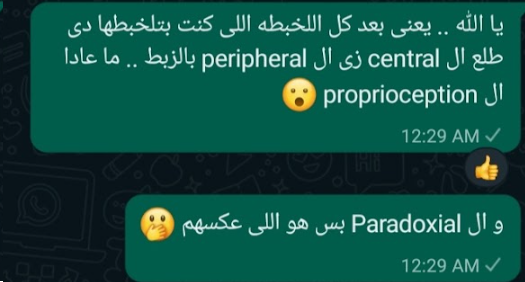 يا الله .. يعنى بعد كل اللخبطه اللى كنت بتلخبطها دى
طلع ال central زى ال peripheral بالزبط .. ما عادا
ال proprioception 😮
12:29 AM ✓
👍
و ال Paradoxial بس هو اللى عكسهم 🫢
12:29 AM ✓